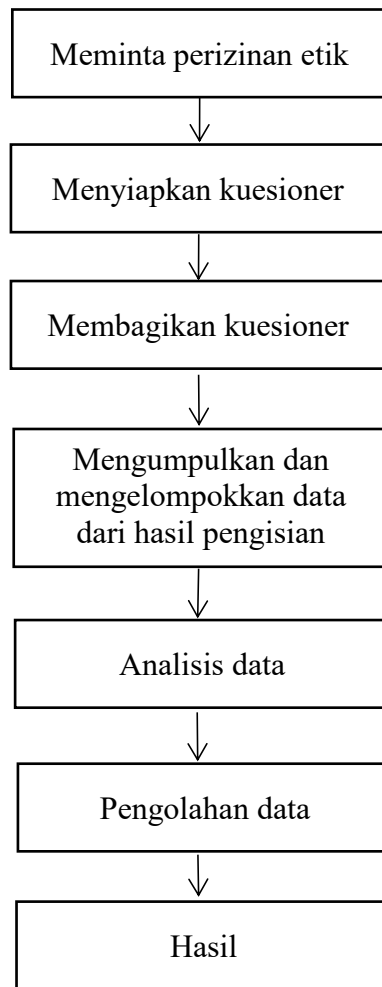 Meminta perizinan etik
Menyiapkan kuesioner
Membagikan kuesioner
Mengumpulkan dan
mengelompokkan data
dari hasil pengisian
Analisis data
Pengolahan data
Hasil